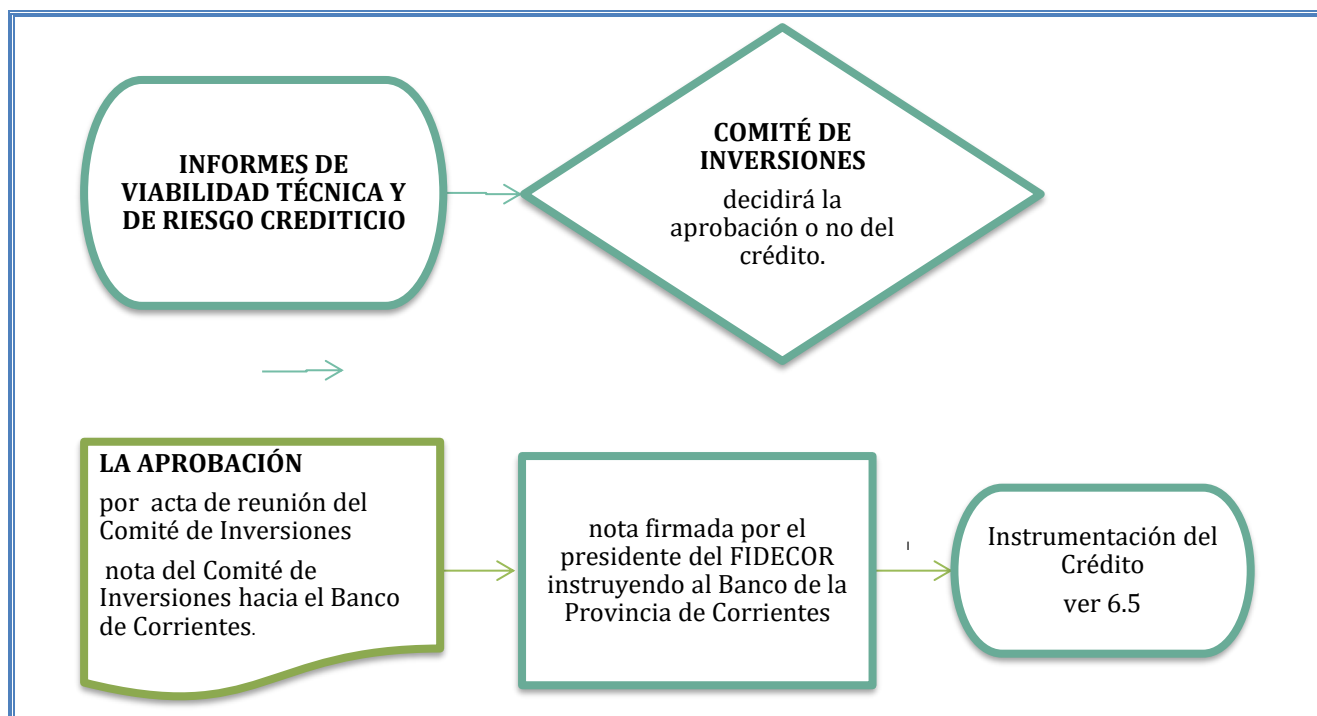 INFORMES DE
VIABILIDAD TÉCNICA Y
DE RIESGO CREDITICIO
COMITÉ DE
INVERSIONES
decidirá la
aprobación o no del
crédito.
LA APROBACIÓN
por acta de reunión del
Comité de Inversiones
nota del Comité de
Inversiones hacia el Banco
de Corrientes.
nota firmada por el
presidente del FIDECOR
instruyendo al Banco de la
Provincia de Corrientes
Instrumentación del
Crédito
ver 6.5